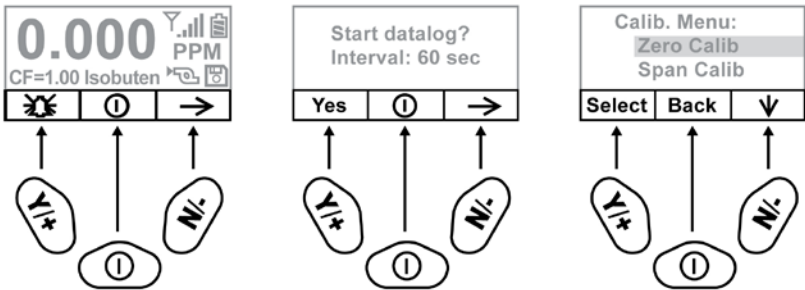 0.000
PPM
CF=1.00 Isobuten
Start datalog?
Interval: 60 sec
Yes
Calib. Menu:
Zero Calib
Span Calib
Select Back
Y/+
N/-
Y/+
N/-
Y/+
N/-